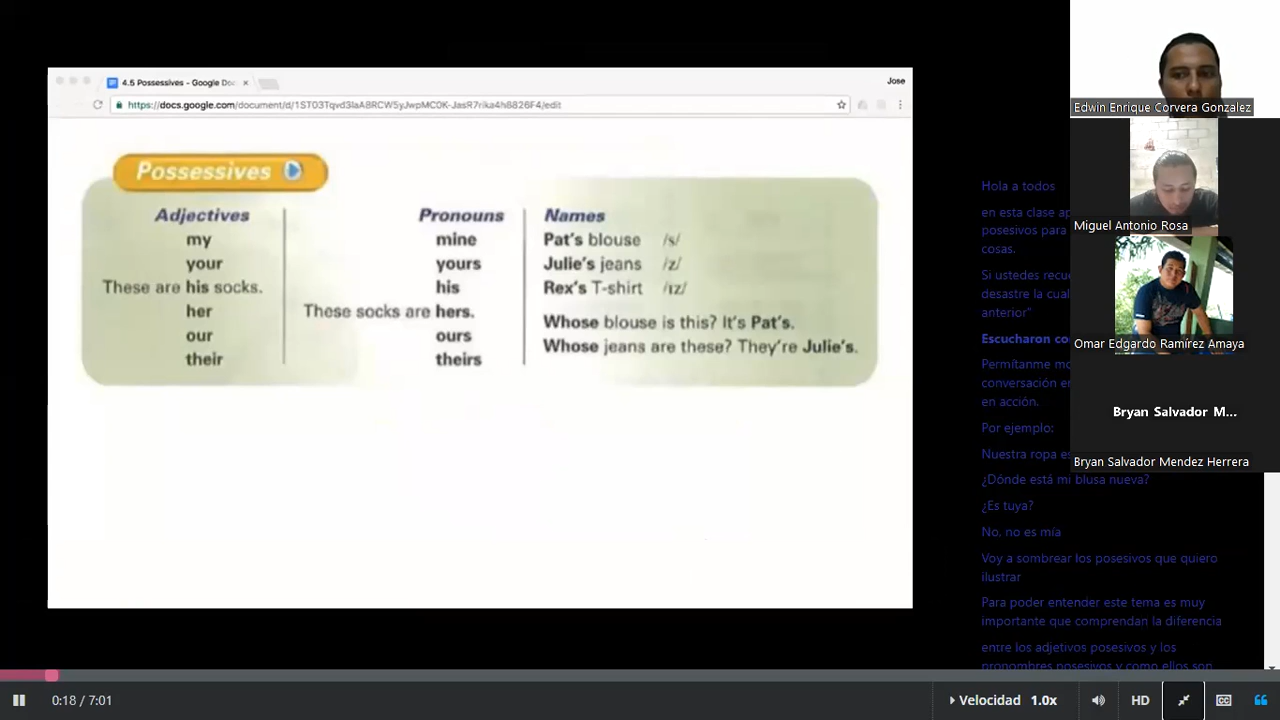 4.5 Possessives - Google Doc
Jose
https://docs.google.com/document/d/1ST03Tqvd3laA8RCW5yJwpMC0K-JasR7rika4h8826F4/edit
Possessives
Adjectives
my
your
These are his socks.
her
our
their
Pronouns
mine
yours
his
These socks are hers.
ours
theirs
Names
Pat's blouse /s/
Julie's jeans /z/
Rex's T-shirt /ɪz/
Whose blouse is this? It's Pat's.
Whose jeans are these? They're Julie's.
Hola a todos
en esta clase
posesivos para
cosas.
Si ustedes
desastre la
anterior"
Escucharon
Permítanme
conversación
en acción.
Por ejemplo:
Nuestra ropa
¿Dónde está mi blusa nueva?
¿Es tuya?
No, no es mía
Voy a sombrear los posesivos que quiero
ilustrar
Para poder entender este tema es muy
importante que comprendan la diferencia
entre los adjetivos posesivos y los
pronombres posesivos y como ellos son
Edwin Enrique Corvera Gonzalez
Miguel Antonio Rosa
Omar Edgardo Ramírez Amaya
Bryan Salvador M...
Bryan Salvador Mendez Herrera
0:18 / 7:01
Velocidad 1.0x
HD
CC